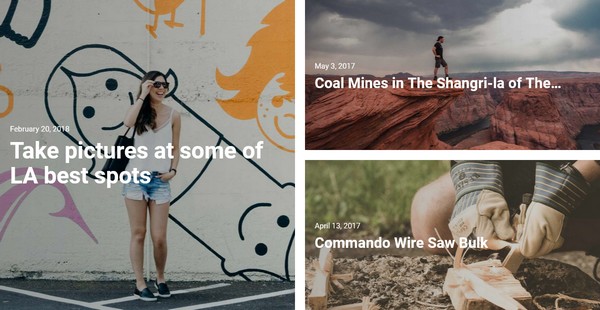 February 20, 2018
Take pictures at some of
LA best spots
May 3, 2017
Coal Mines in The Shangri-la of The...
April 13, 2017
Commando Wire Saw Bulk